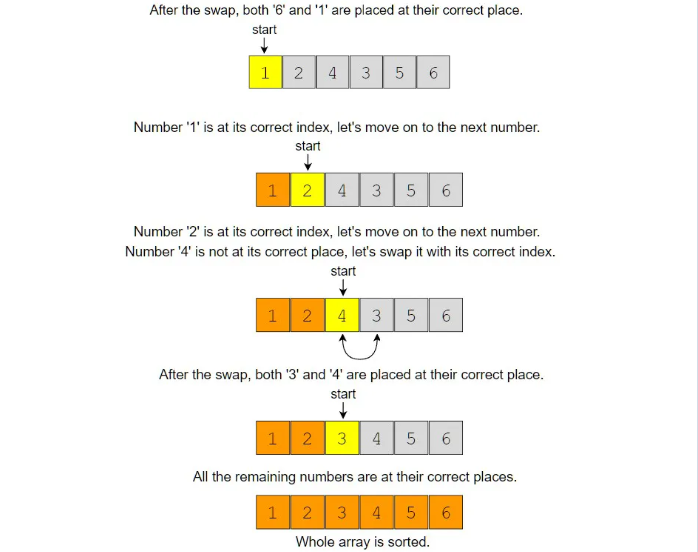 After the swap, both '6' and '1' are placed at their correct place.
start
1 2 4 3 5 6
Number '1' is at its correct index, let's move on to the next number.
start
1 2 4 3 5 6
Number '2' is at its correct index, let's move on to the next number.
Number '4' is not at its correct place, let's swap it with its correct index.
start
1 2 4 3 5 6
After the swap, both '3' and '4' are placed at their correct place.
start
1 2 3 4 5 6
All the remaining numbers are at their correct places.
1 2 3 4 5 6
Whole array is sorted.